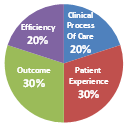 Efficiency
20%
Clinical
Process
Of Care
20%
Outcome
30%
Patient
Experience
30%